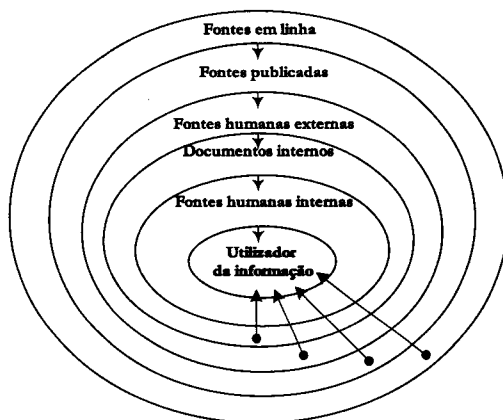 Fontes em linha
Fontes publicadas
Fontes humanas externas
Documentos internos
Fontes humanas internas
Utilizador
da informação